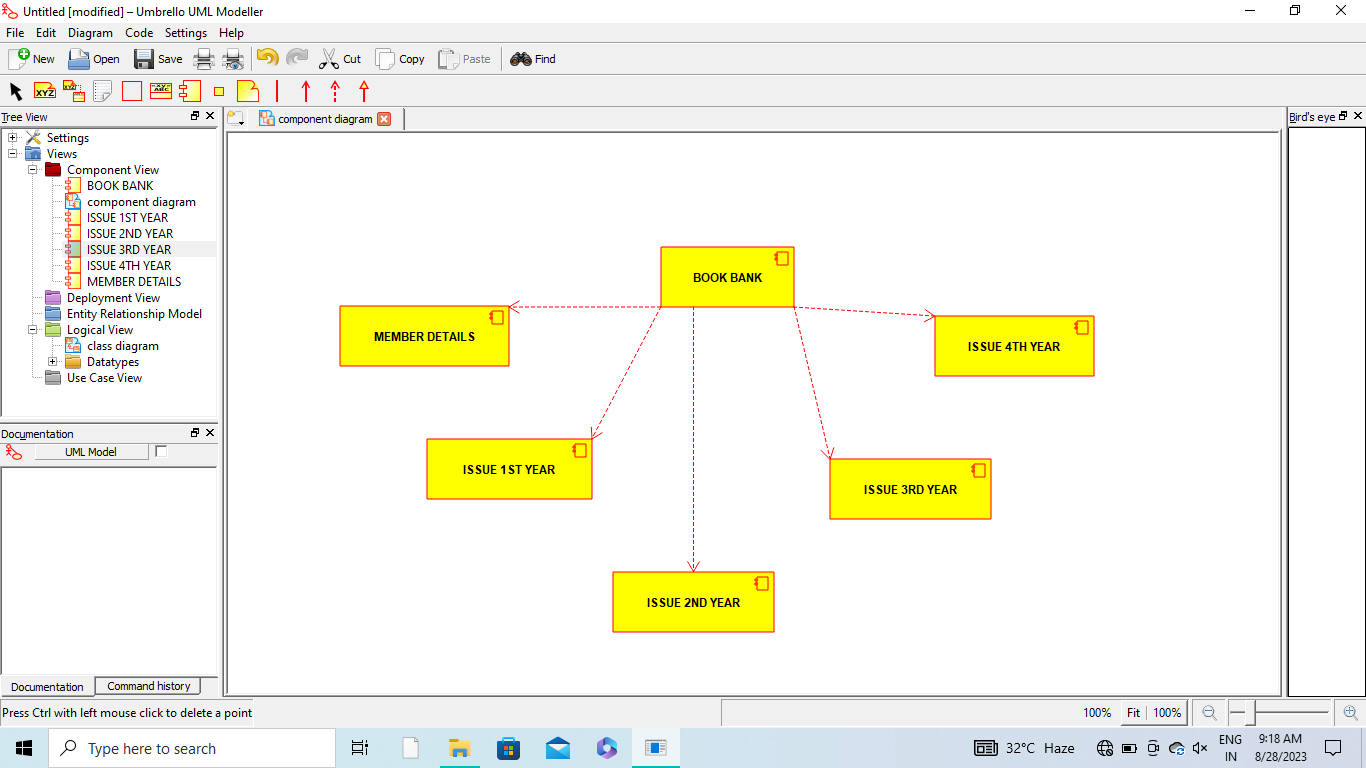 Untitled [modified] – Umbrello UML Modeller
File Edit Diagram Code Settings Help
New Open Save Cut Copy Paste Find
XYZ XYZ XY ABC
Tree View
component diagram
Bird's eye
Settings
Views
Component View
BOOK BANK
component diagram
ISSUE 1ST YEAR
ISSUE 2ND YEAR
ISSUE 3RD YEAR
ISSUE 4TH YEAR
MEMBER DETAILS
Deployment View
Entity Relationship Model
Logical View
class diagram
Datatypes
Use Case View
Documentation
UML Model
Documentation Command history
BOOK BANK
MEMBER DETAILS
ISSUE 4TH YEAR
ISSUE 1ST YEAR
ISSUE 3RD YEAR
ISSUE 2ND YEAR
Press Ctrl with left mouse click to delete a point
100% Fit 100%
Type here to search
32°C Haze
ENG
IN
9:18 AM
8/28/2023